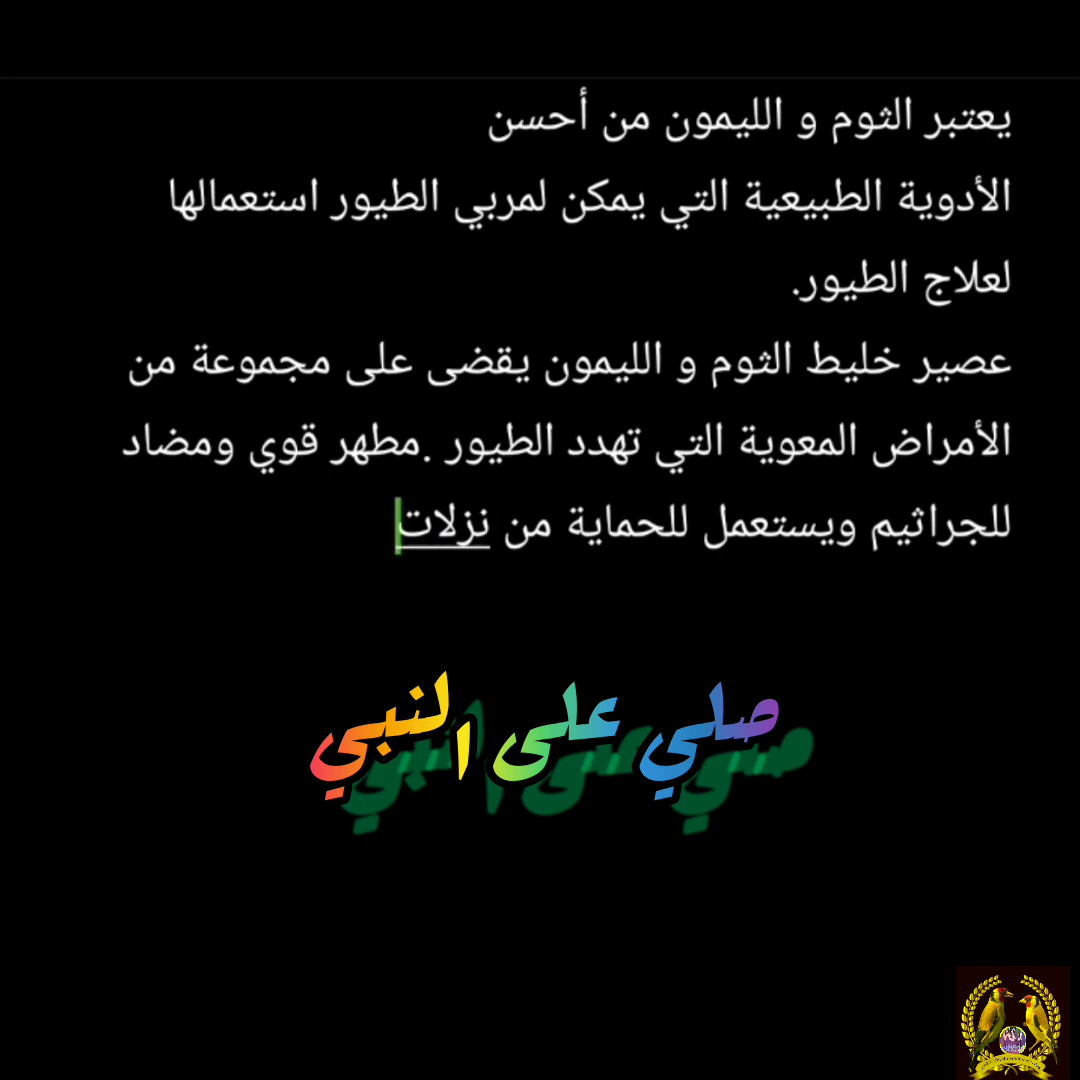 يعتبر الثوم و الليمون من أحسن
الأدوية الطبيعية التي يمكن لمربي الطيور استعمالها
لعلاج الطيور.
عصير خليط الثوم و الليمون يقضى على مجموعة من
الأمراض المعوية التي تهدد الطيور .مطهر قوي ومضاد
للجراثيم ويستعمل للحماية من نزلات
صلي على النبي